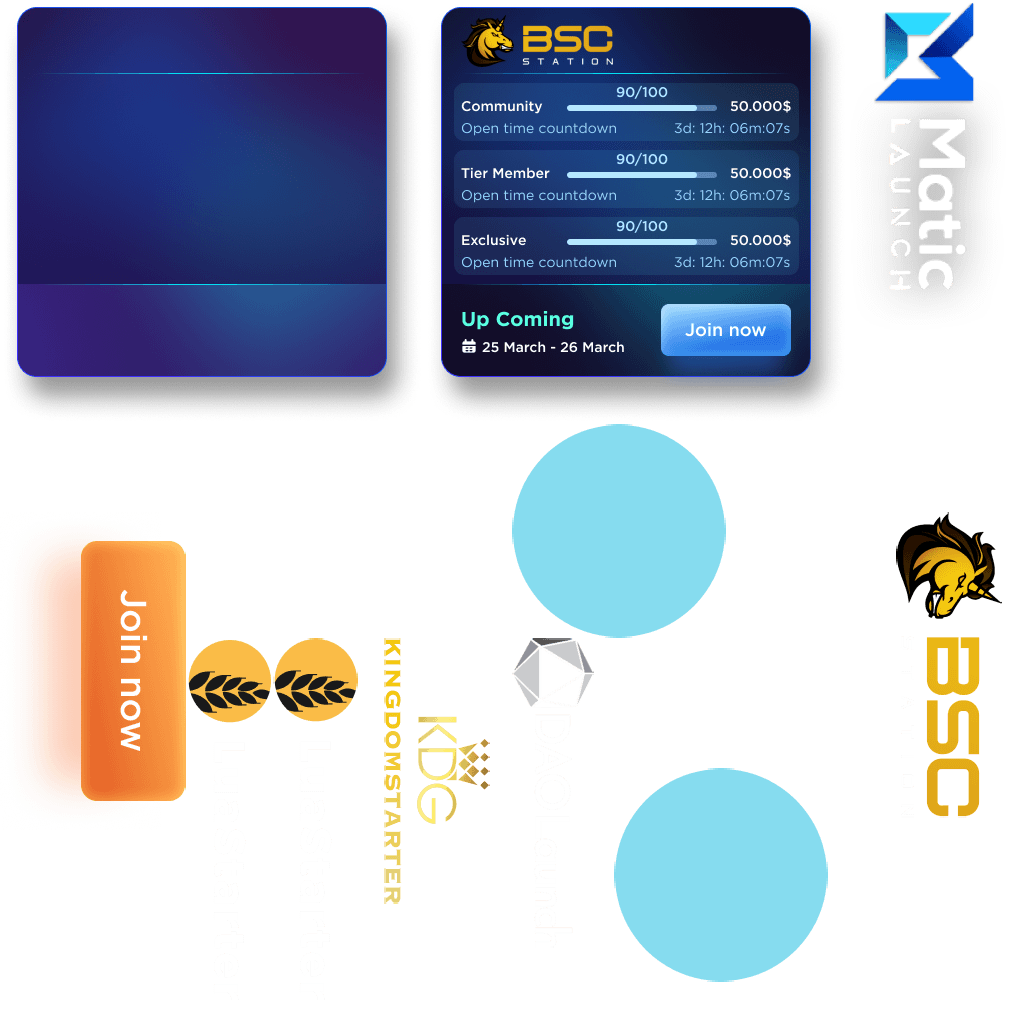 BSC
STATION
90/100
Community 50.000$
Open time countdown 3d: 12h: 06m:07s
90/100
Tier Member 50.000$
Open time countdown 3d: 12h: 06m:07s
90/100
Exclusive 50.000$
Open time countdown 3d: 12h: 06m:07s
Up Coming
25 March - 26 March
Join now
Matic
LAUNCH
Join now
KDG
KINGDOMSTARTER
BSC